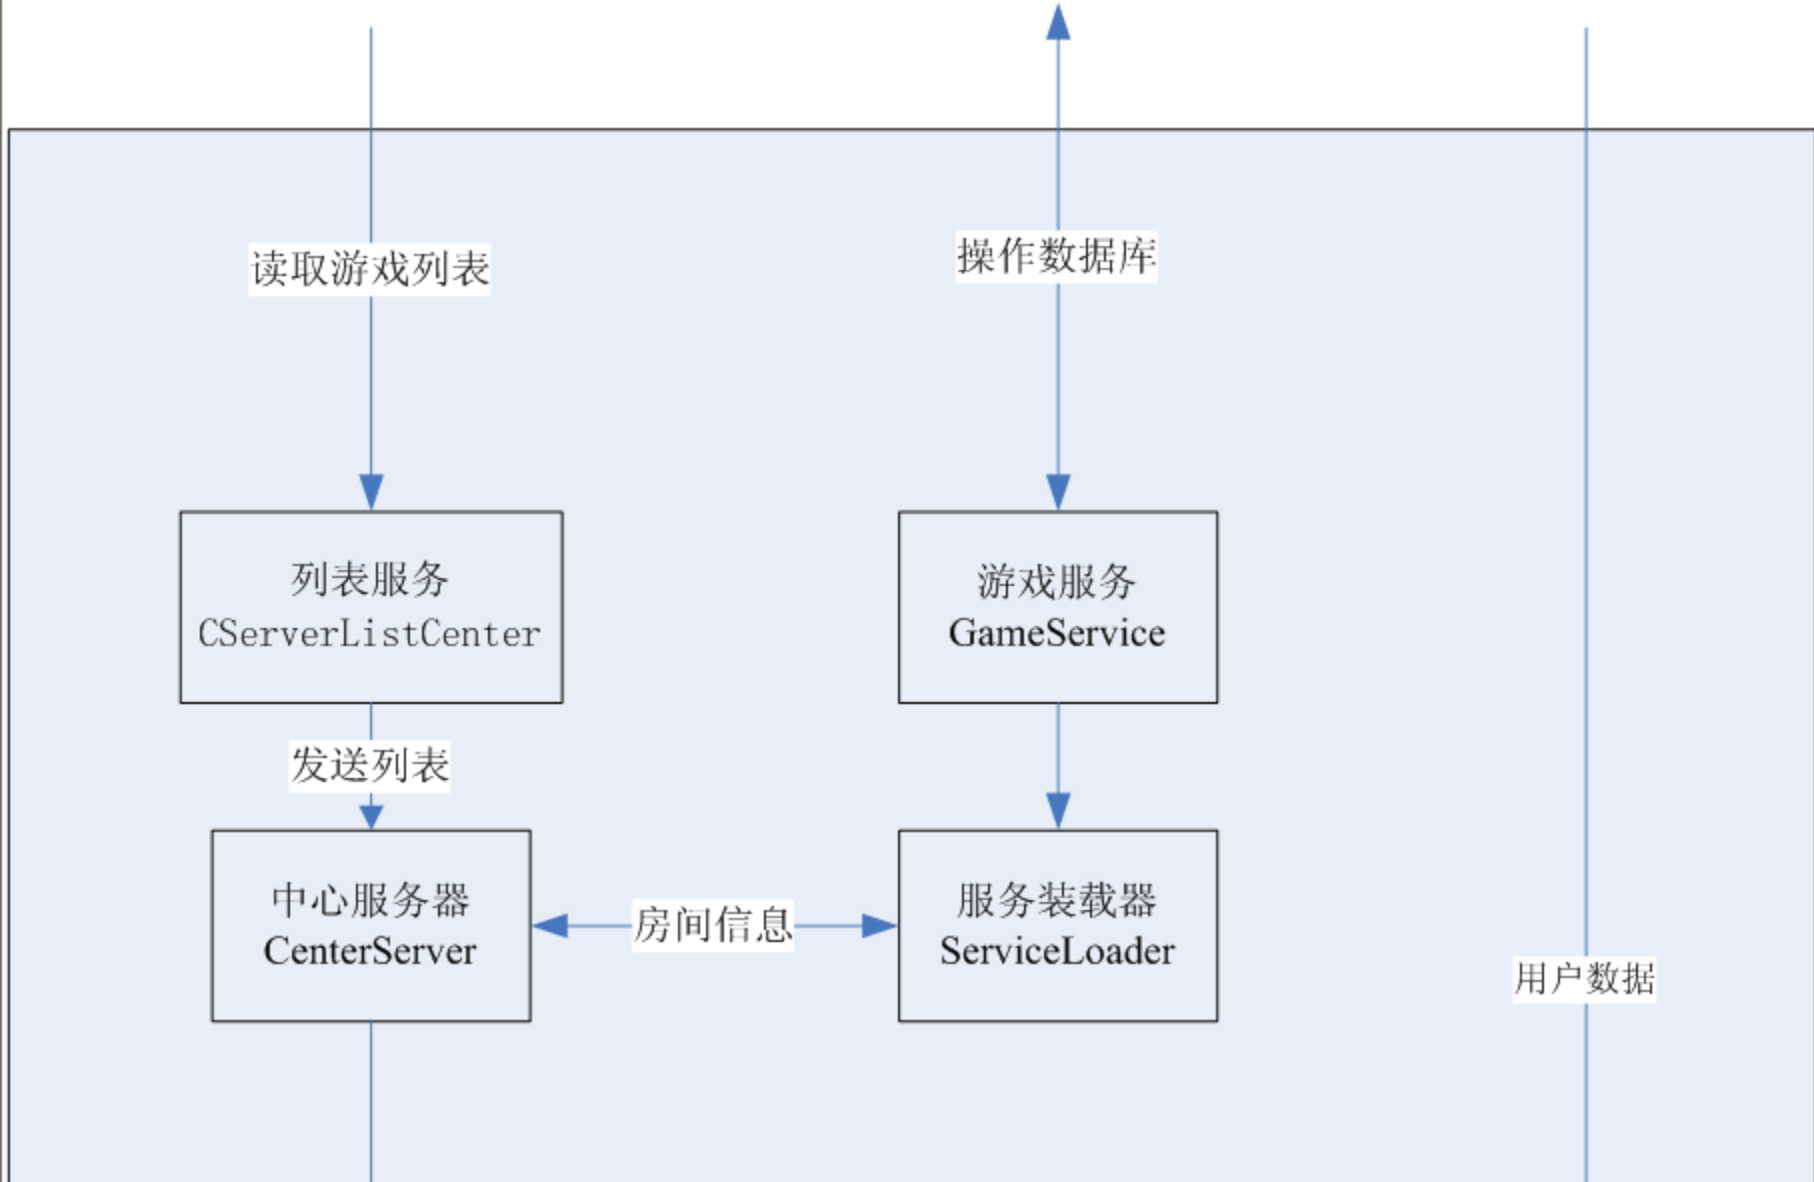 读取游戏列表
操作数据库
列表服务
CServerListCenter
游戏服务
GameService
发送列表
中心服务器
CenterServer
房间信息
服务装载器
ServiceLoader
用户数据